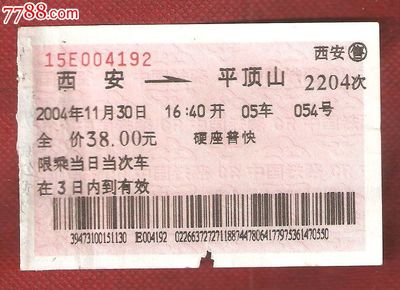 7788.com
15E004192 西安 售
西安 平顶山 2204次
2004年11月30日 16:40开 05车 054号
全 价38.00元 硬座普快
限乘当日当次车
在3日内到有效
39473100151130 IE004192 02266372727118874478064177975361470550